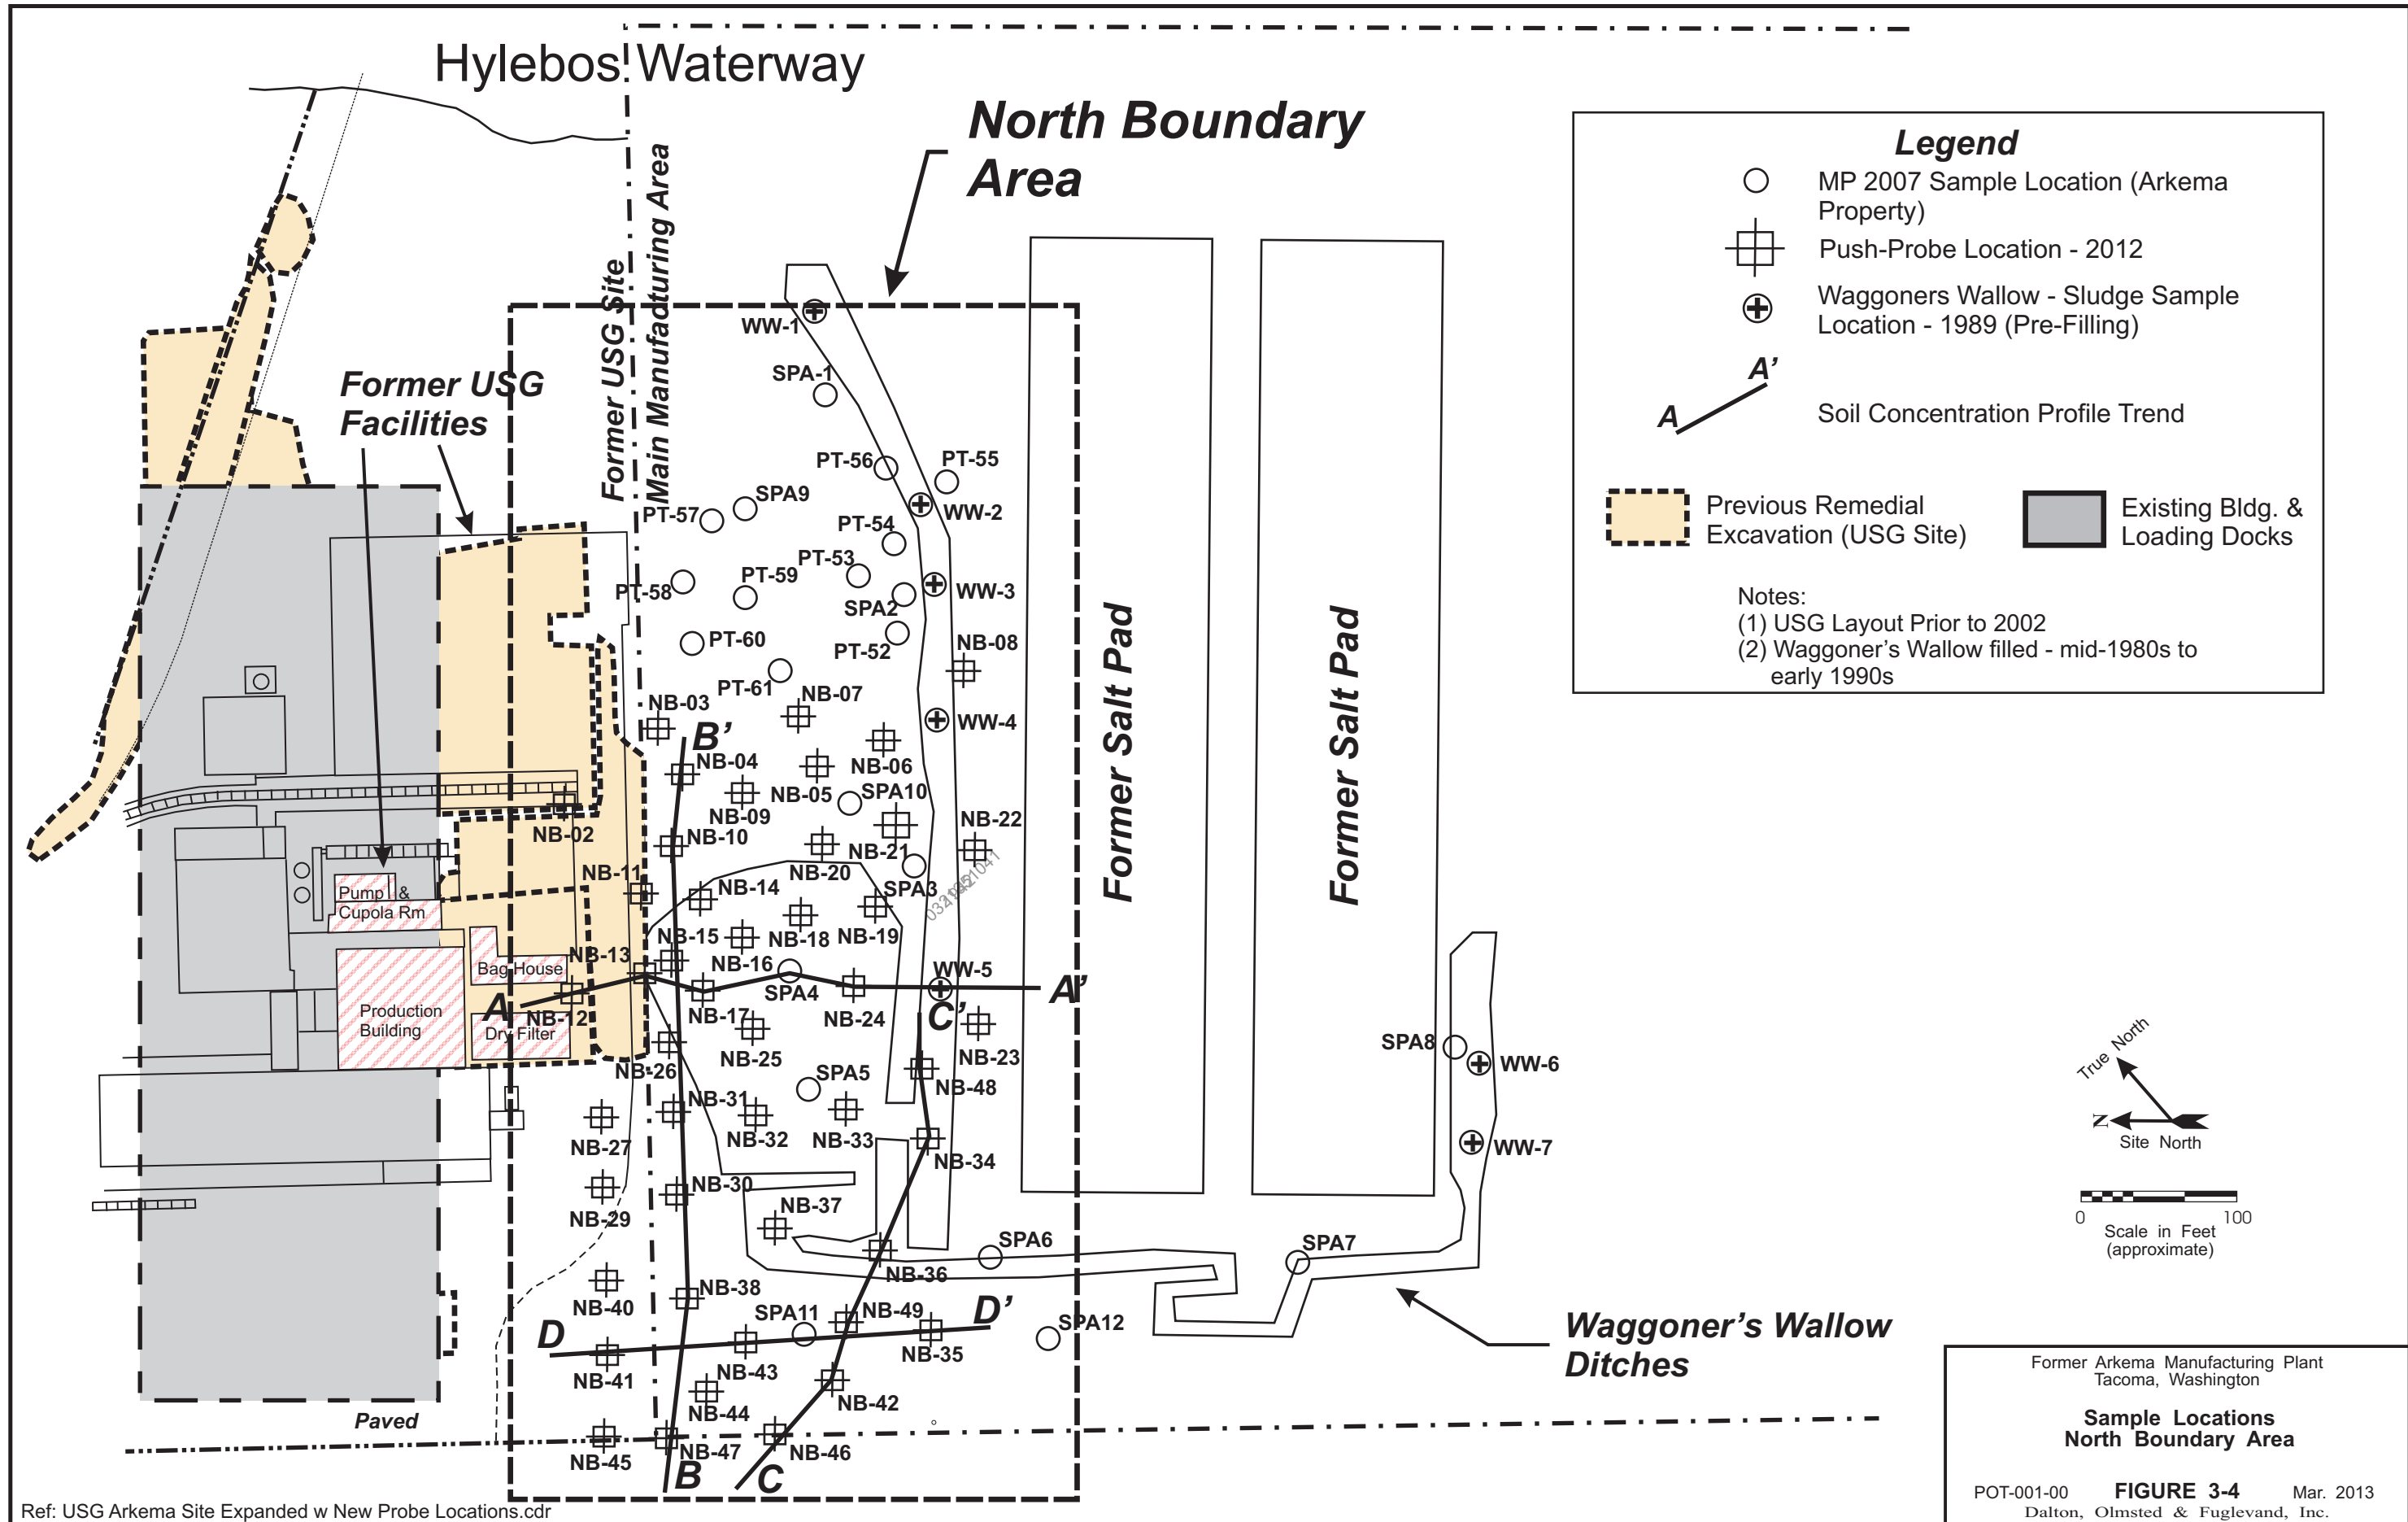 Hylebos Waterway
North Boundary
Area
Former USG Site
Main Manufacturing Area
Former USG
Facilities
Legend
MP 2007 Sample Location (Arkema
Property)
Push-Probe Location - 2012
Waggoners Wallow - Sludge Sample
Location - 1989 (Pre-Filling)
A'
A
Soil Concentration Profile Trend
Previous Remedial
Excavation (USG Site)
Existing Bldg. &
Loading Docks
Notes:
(1) USG Layout Prior to 2002
(2) Waggoner's Wallow filled - mid-1980s to
early 1990s
WW-1
SPA-1
PT-56
PT-55
SPA9
WW-2
PT-57
PT-54
PT-53
PT-59
PT-58
WW-3
SPA2
PT-60
PT-52
NB-08
PT-61
NB-07
NB-03
WW-4
B'
NB-04
NB-06
NB-05
SPA10
NB-09
NB-02
NB-10
NB-22
NB-21
NB-11
NB-20
NB-14
SPA3
Pump &
Cupola Rm
NB-15
NB-18
NB-19
NB-13
NB-16
Bag House
WW-5
SPA4
A
A'
NB-12
NB-17
NB-24
C'
Production
Building
Dry Filter
NB-25
NB-23
NB-26
SPA5
NB-48
NB-31
NB-27
NB-32
NB-33
NB-34
NB-30
NB-29
NB-37
SPA6
SPA7
NB-36
NB-38
NB-40
SPA11
NB-49
D'
D
SPA12
NB-35
NB-41
NB-43
NB-42
NB-44
Paved
NB-45
NB-47
NB-46
B
C
Former Salt Pad
Former Salt Pad
SPA8
WW-6
WW-7
Waggoner's Wallow
Ditches
True North
N
Site North
0
100
Scale in Feet
(approximate)
Former Arkema Manufacturing Plant
Tacoma, Washington
Sample Locations
North Boundary Area
POT-001-00 FIGURE 3-4 Mar. 2013
Dalton, Olmsted & Fuglevand, Inc.
Ref: USG Arkema Site Expanded w New Probe Locations.cdr